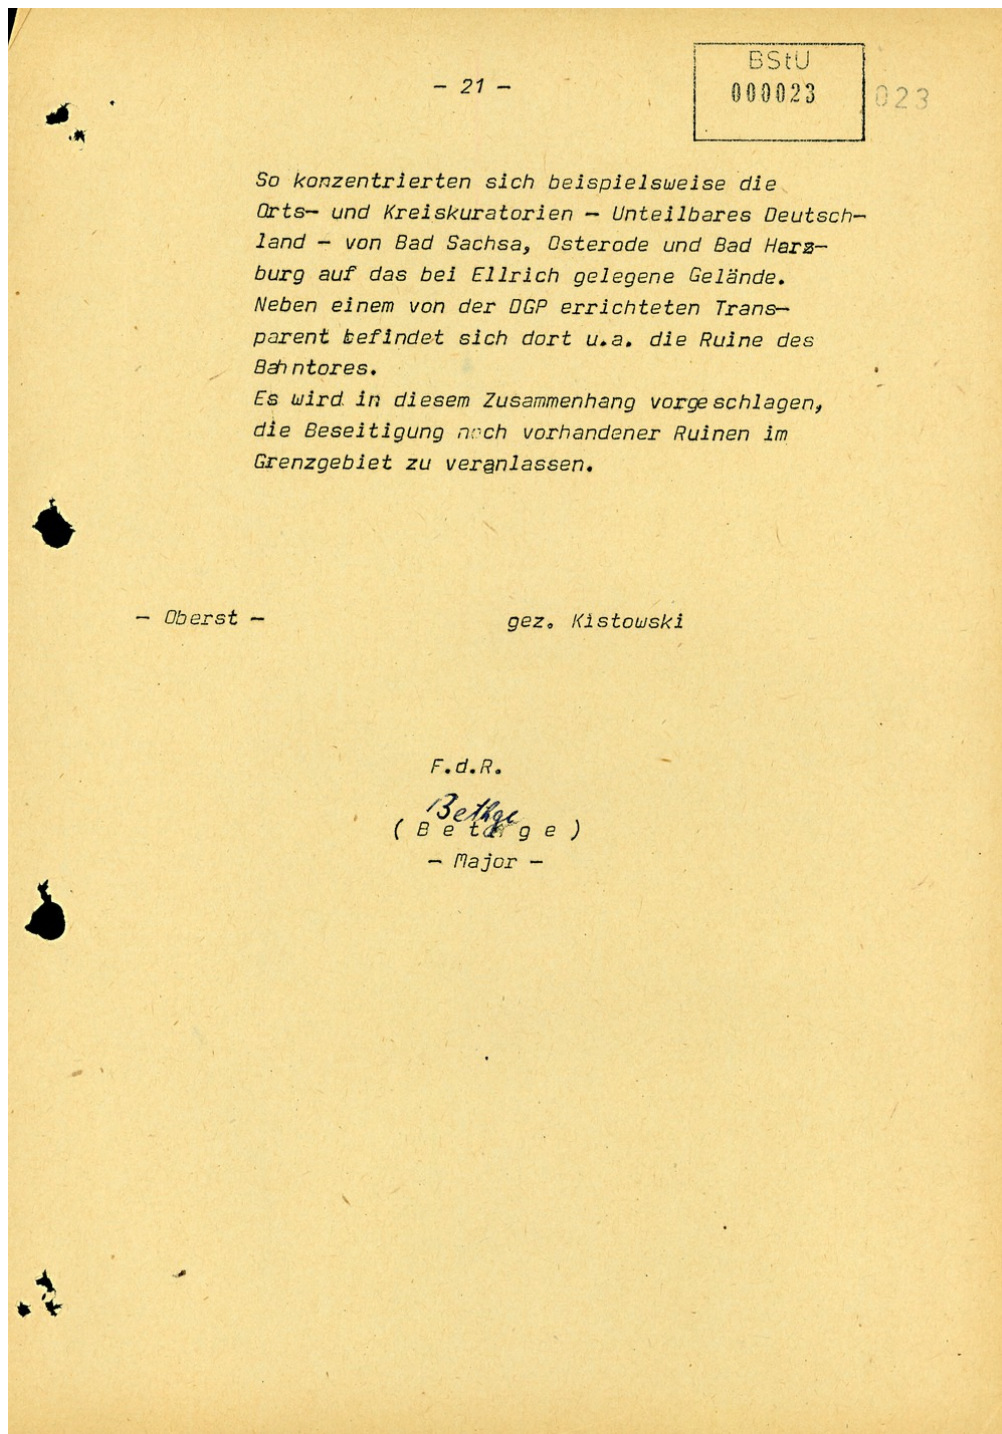 - 21 -
BStU
000023
023
So konzentrierten sich beispielsweise die
Orts- und Kreiskuratorien - Unteilbares Deutsch-
land - von Bad Sachsa, Osterode und Bad Harz-
burg auf das bei Ellrich gelegene Gelände.
Neben einem von der DGP errichteten Trans-
parent befindet sich dort u.a. die Ruine des
Bahntores.
Es wird in diesem Zusammenhang vorgeschlagen,
die Beseitigung noch vorhandener Ruinen im
Grenzgebiet zu veranlassen.
- Oberst - gez. Kistowski
F.d.R.
Bethge
( B e t h g e )
- Major -